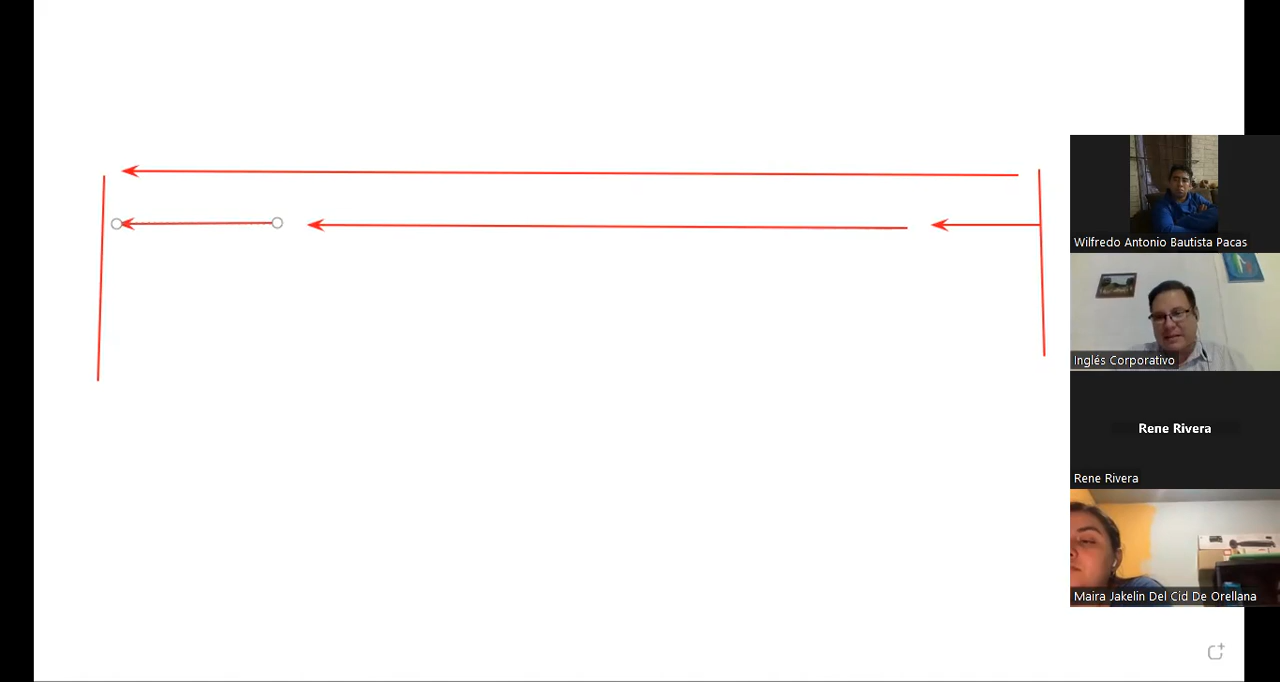 Wilfredo Antonio Bautista Pacas
Inglés Corporativo
Rene Rivera
Rene Rivera
Maira Jakelin Del Cid De Orellana